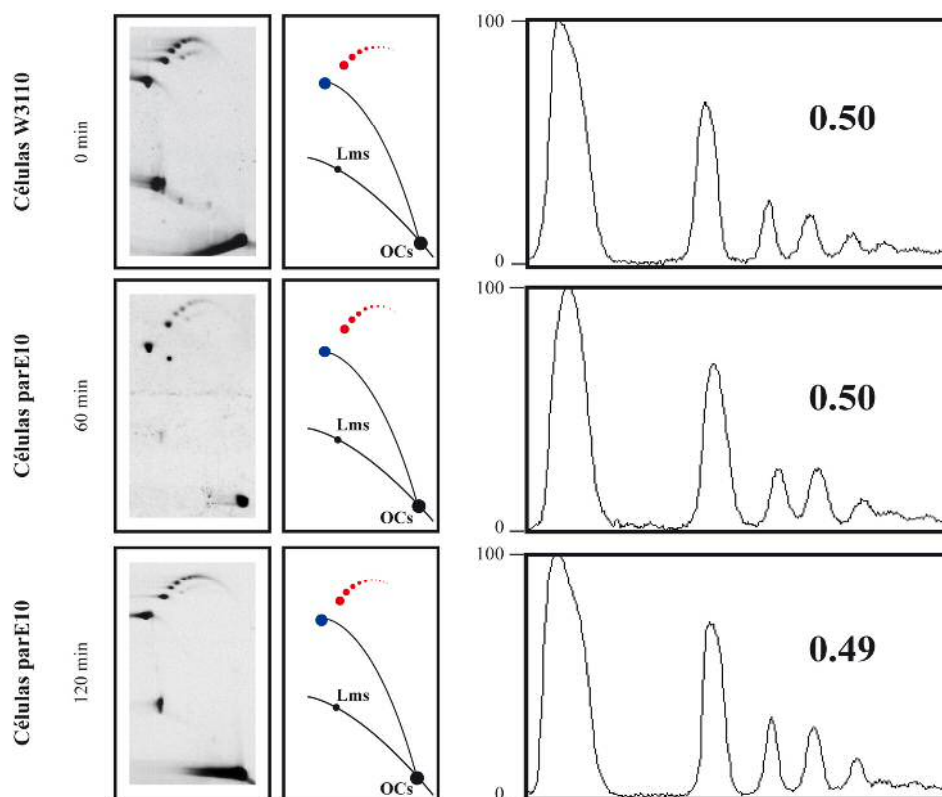 Células W3110
0 min
Lms
OCs
100
0
0.50
Células parE10
60 min
Lms
OCs
100
0
0.50
Células parE10
120 min
Lms
OCs
100
0
0.49